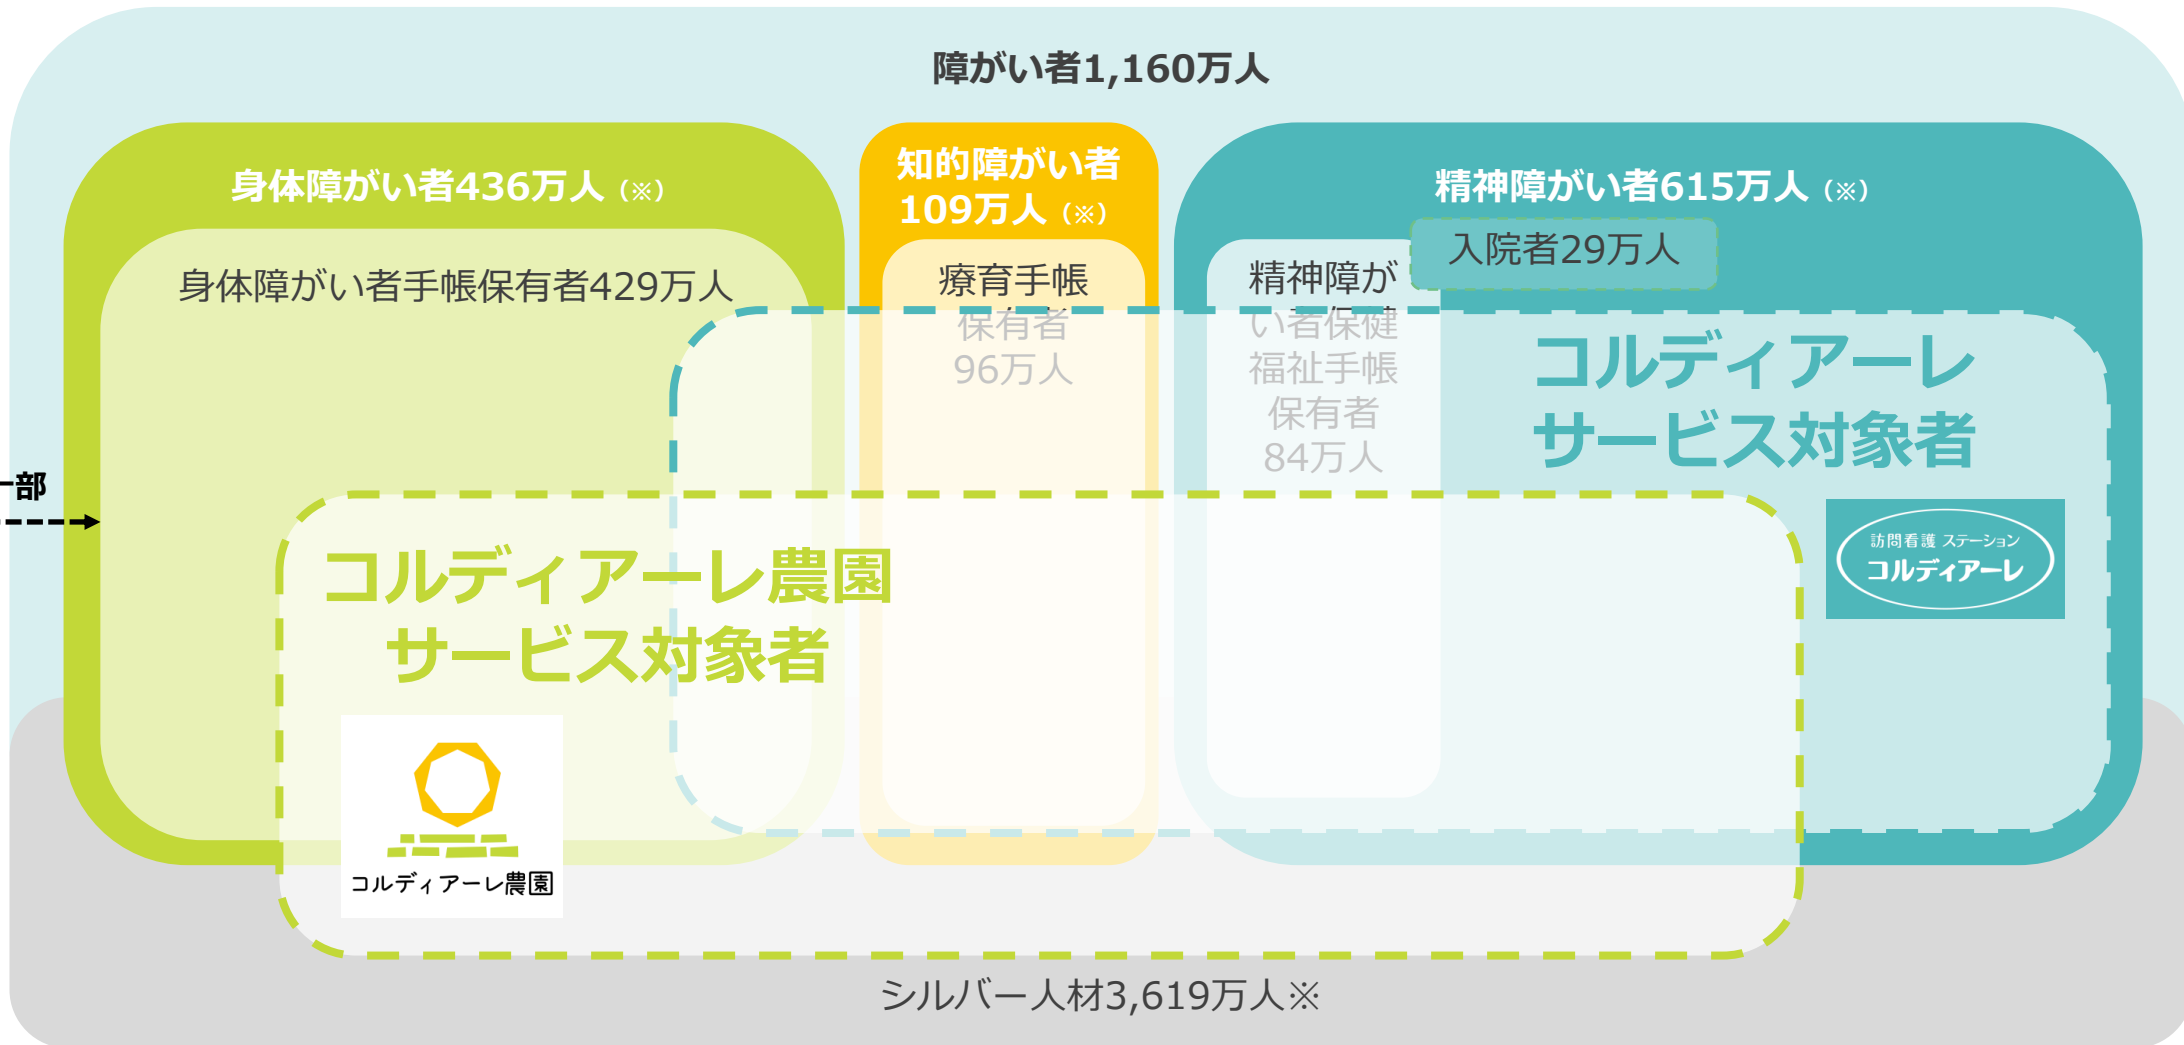 障がい者1,160万人
身体障がい者436万人（※）
知的障がい者
109万人（※）
精神障がい者615万人（※）
入院者29万人
身体障がい者手帳保有者429万人
療育手帳
保有者
96万人
精神障が
い者保健
福祉手帳
保有者
84万人
コルディアーレ
サービス対象者
一部
訪問看護 ステーション
コルディアーレ
コルディアーレ農園
サービス対象者
コルディアーレ農園
シルバー人材3,619万人※